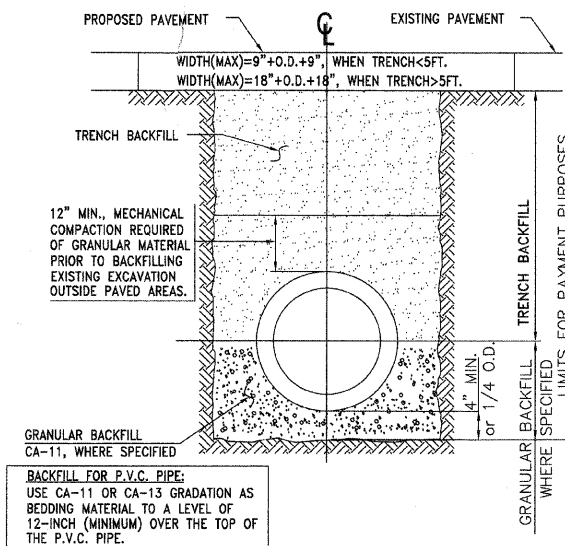 PROPOSED PAVEMENT
℄
EXISTING PAVEMENT
WIDTH(MAX)=9"+O.D.+9", WHEN TRENCH<5FT.
WIDTH(MAX)=18"+O.D.+18", WHEN TRENCH>5FT.
TRENCH BACKFILL
12" MIN., MECHANICAL
COMPACTION REQUIRED
OF GRANULAR MATERIAL
PRIOR TO BACKFILLING
EXISTING EXCAVATION
OUTSIDE PAVED AREAS.
GRANULAR BACKFILL
CA-11, WHERE SPECIFIED
BACKFILL FOR P.V.C. PIPE:
USE CA-11 OR CA-13 GRADATION AS
BEDDING MATERIAL TO A LEVEL OF
12-INCH (MINIMUM) OVER THE TOP OF
THE P.V.C. PIPE.
4" MIN.
or 1/4 O.D.
TRENCH BACKFILL
GRANULAR BACKFILL
WHERE SPECIFIED
LIMITS FOR PAYMENT PURPOSES